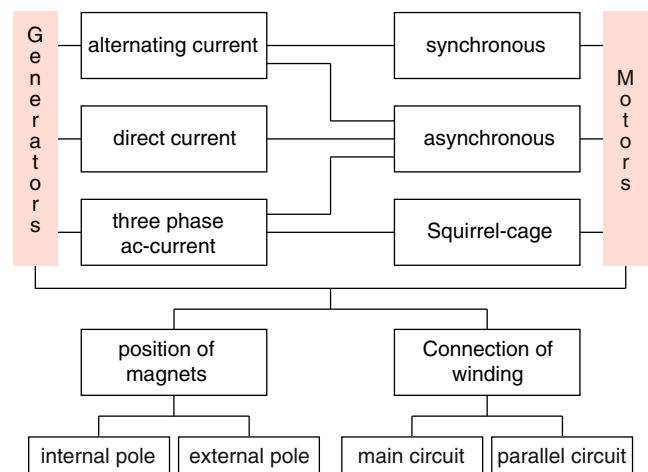 Generators
alternating current
synchronous
Motors
direct current
asynchronous
three phase
ac-current
Squirrel-cage
position of
magnets
Connection of
winding
internal pole
external pole
main circuit
parallel circuit